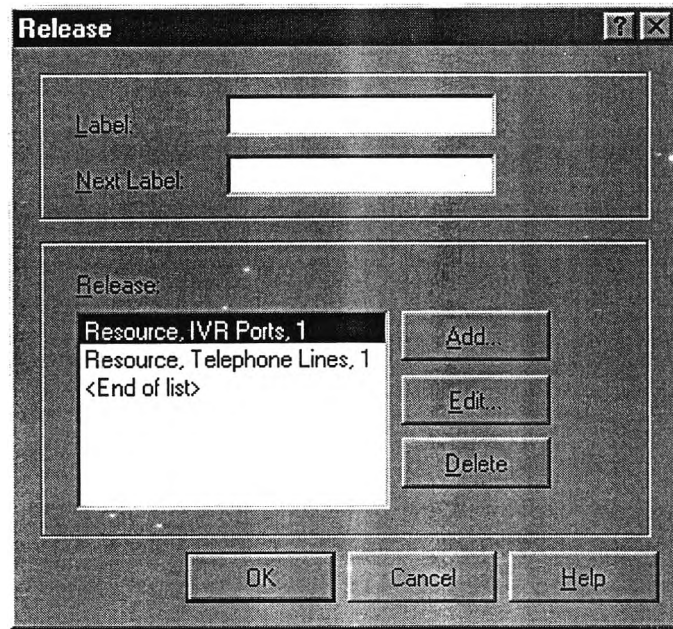 Release
Label:
Next Label:
Release:
Resource, IVR Ports, 1
Resource, Telephone Lines, 1
<End of list>
Add...
Edit...
Delete
OK
Cancel
Help